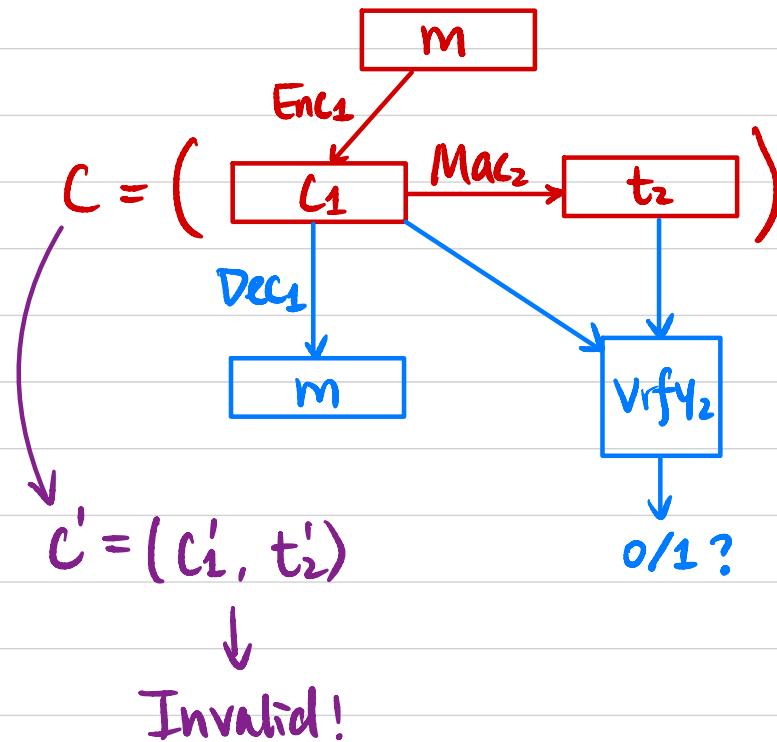 m
Enc₁
C = ( C₁ Mac₂ t₂ )
Dec₁
m
Vrfy₂
C' = (C₁', t₂')
0/1 ?
Invalid!